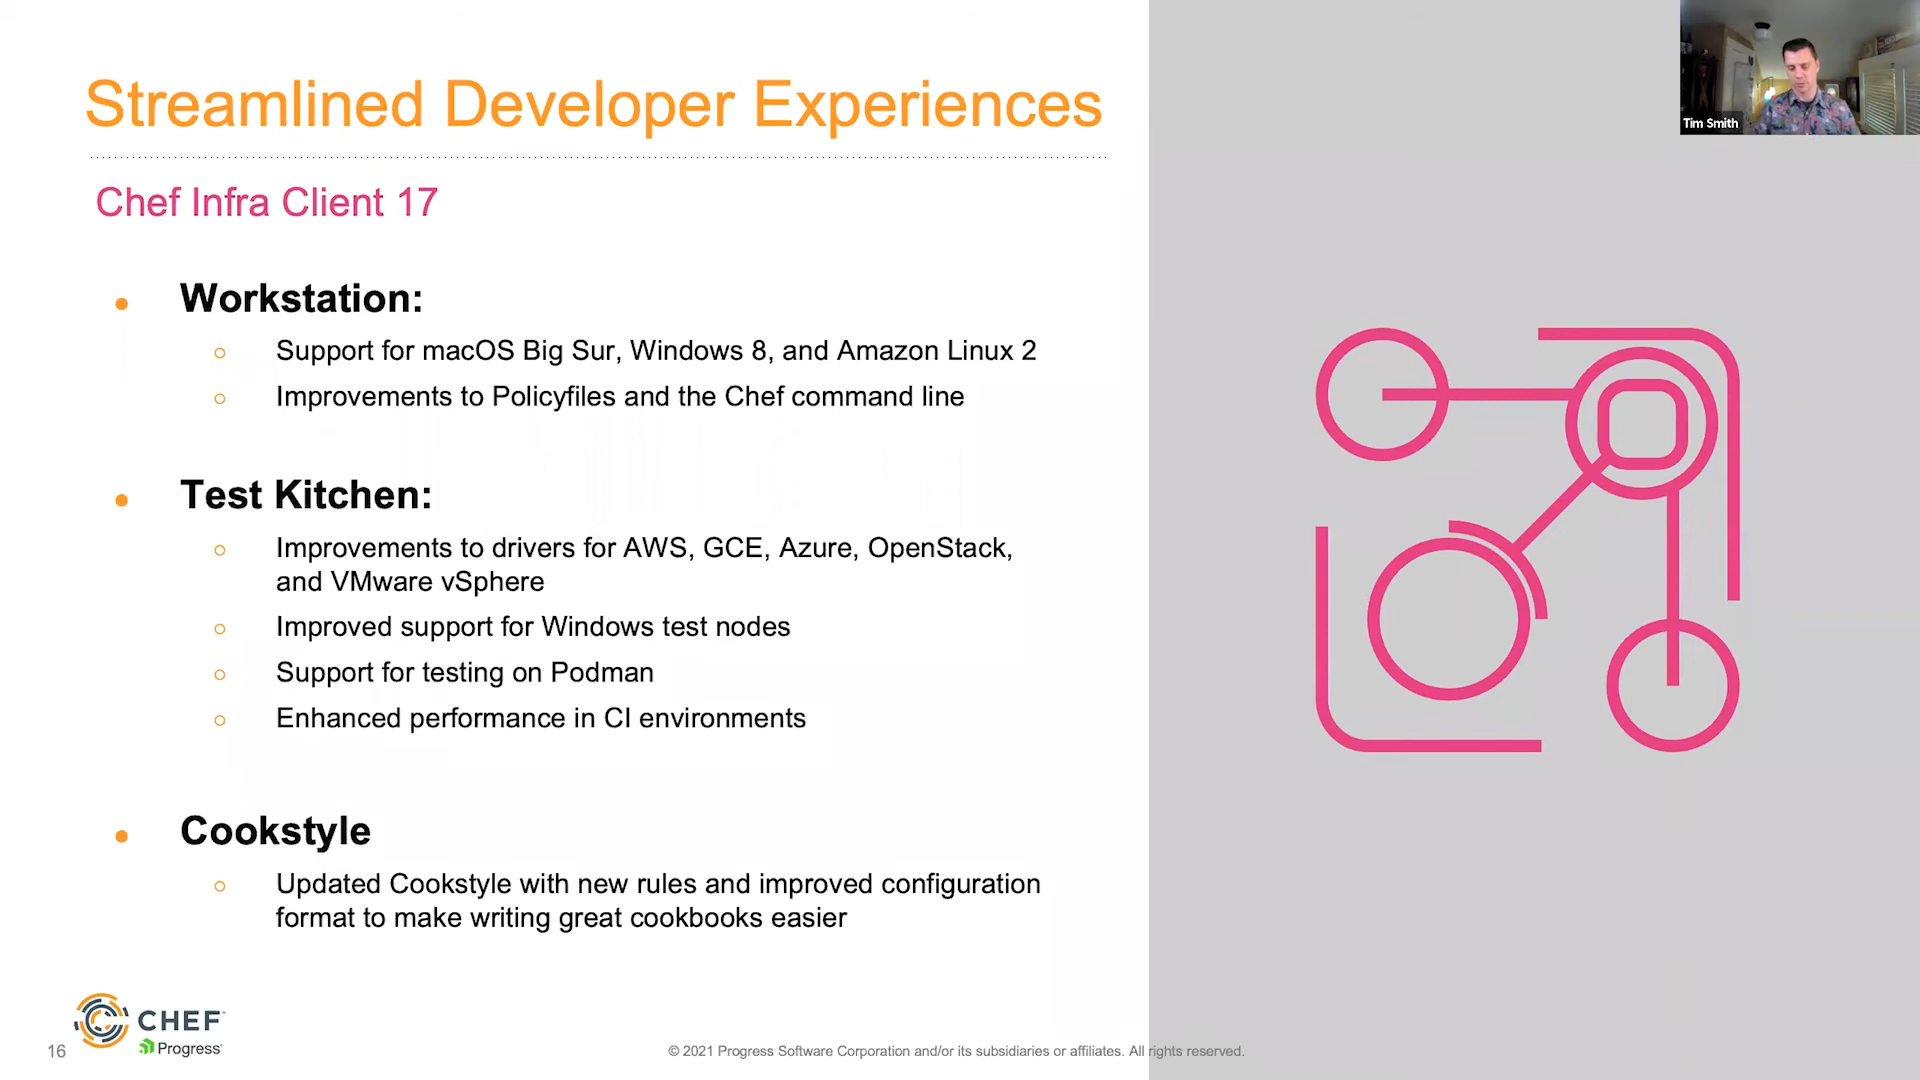 Streamlined Developer Experiences
Tim Smith
Chef Infra Client 17
Workstation:
Support for macOS Big Sur, Windows 8, and Amazon Linux 2
Improvements to Policyfiles and the Chef command line
Test Kitchen:
Improvements to drivers for AWS, GCE, Azure, OpenStack,
and VMware vSphere
Improved support for Windows test nodes
Support for testing on Podman
Enhanced performance in CI environments
Cookstyle
Updated Cookstyle with new rules and improved configuration
format to make writing great cookbooks easier
CHEF
Progress
16
© 2021 Progress Software Corporation and/or its subsidiaries or affiliates. All rights reserved.